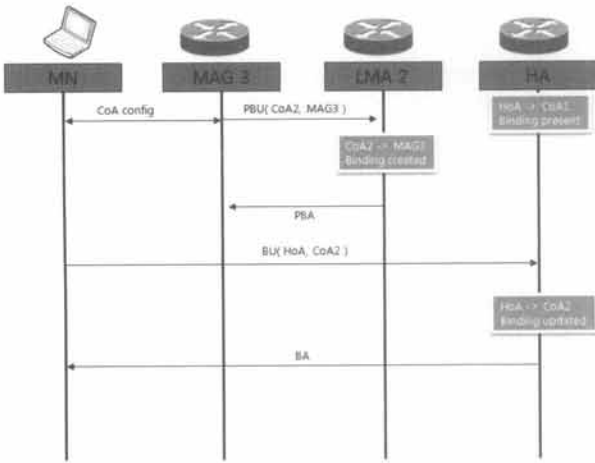 MN MAG 3 LMA 2 HA
HoA -> CoA1
Binding present
CoA config PBU( CoA2, MAG3 )
CoA2 -> MAG3
Binding created
PBA
BU( HoA, CoA2 )
HoA -> CoA2
Binding updated
BA